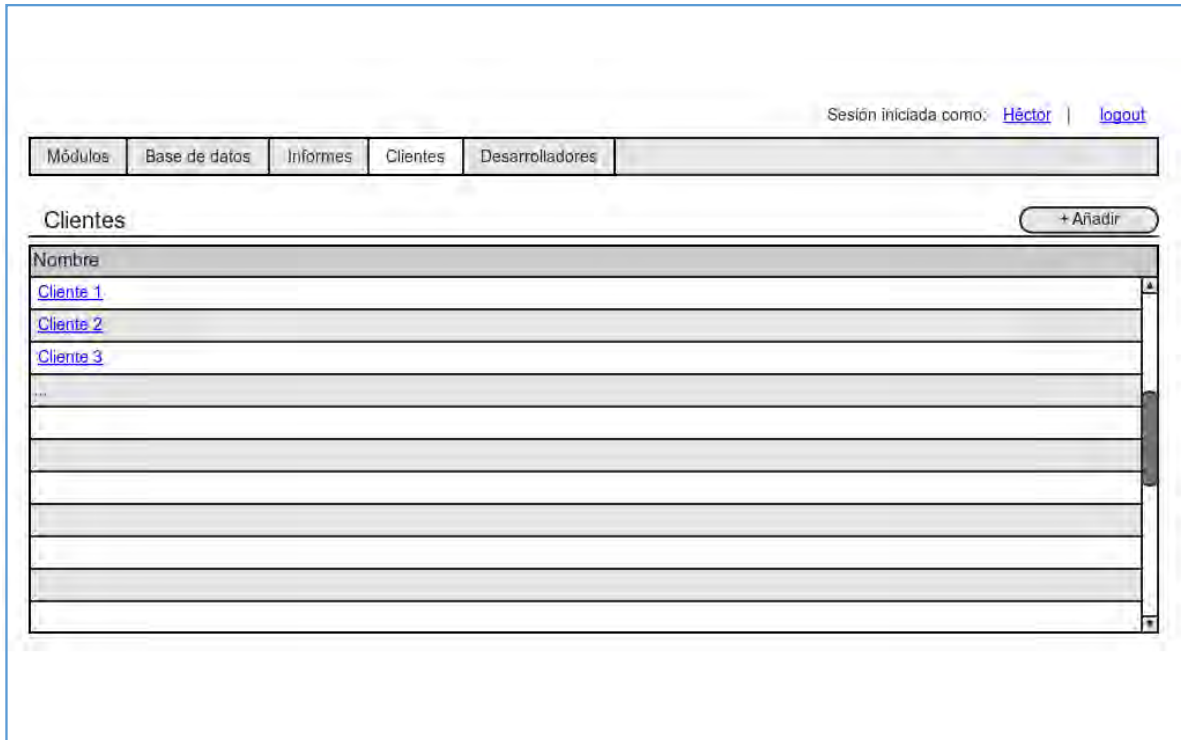 Sesión iniciada como: Héctor | logout
Módulos Base de datos Informes Clientes Desarrolladores
Clientes + Añadir
Nombre
Cliente 1
Cliente 2
Cliente 3
...